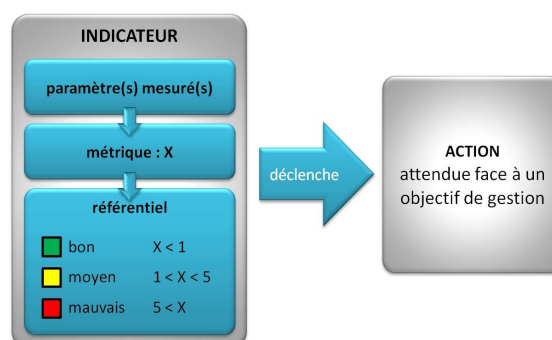 INDICATEUR
paramètre(s) mesuré(s)
métrique : X
référentiel
bon X < 1
moyen 1 < X < 5
mauvais 5 < X
déclenche
ACTION
attendue face à un
objectif de gestion